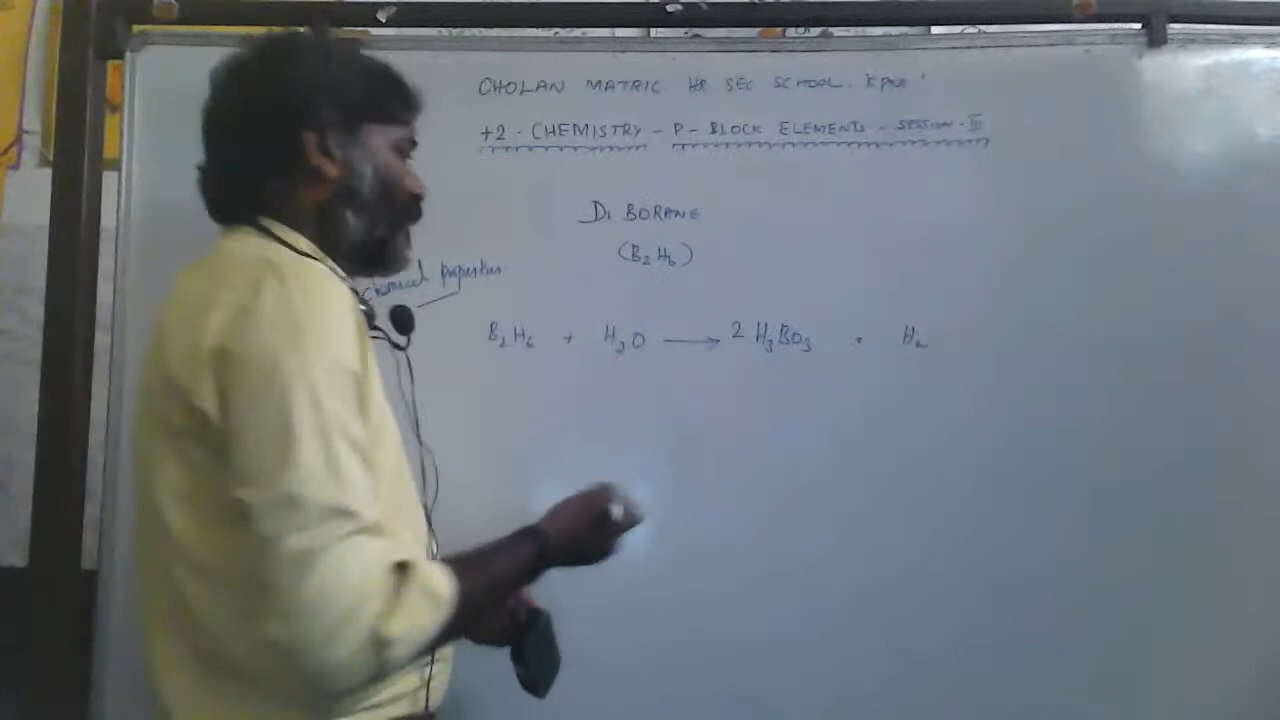 CHOLAN MATRIC HR SEC SCHOOL. KPM
+2 - CHEMISTRY - P - BLOCK ELEMENTS - SESSION - III
DI BORANE
(B2H6)
chemical properties
B2H6 + H2O ⟶ 2 H3BO3 + H2